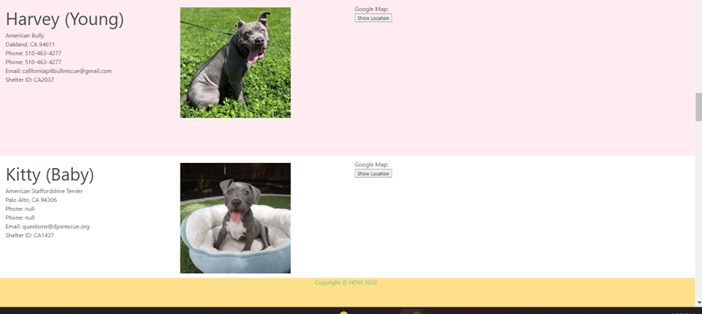 Harvey (Young)
American Bully
Oakland, CA 94611
Phone: 510-463-4277
Phone: 510-463-4277
Email: californiapitbullrescue@gmail.com
Shelter ID: CA2037
Google Map:
Show Location
Kitty (Baby)
American Staffordshire Terrier
Palo Alto, CA 94306
Phone: null
Phone: null
Email: questions@dpsrescue.org
Shelter ID: CA1437
Google Map:
Show Location
Copyright © HDM 2022